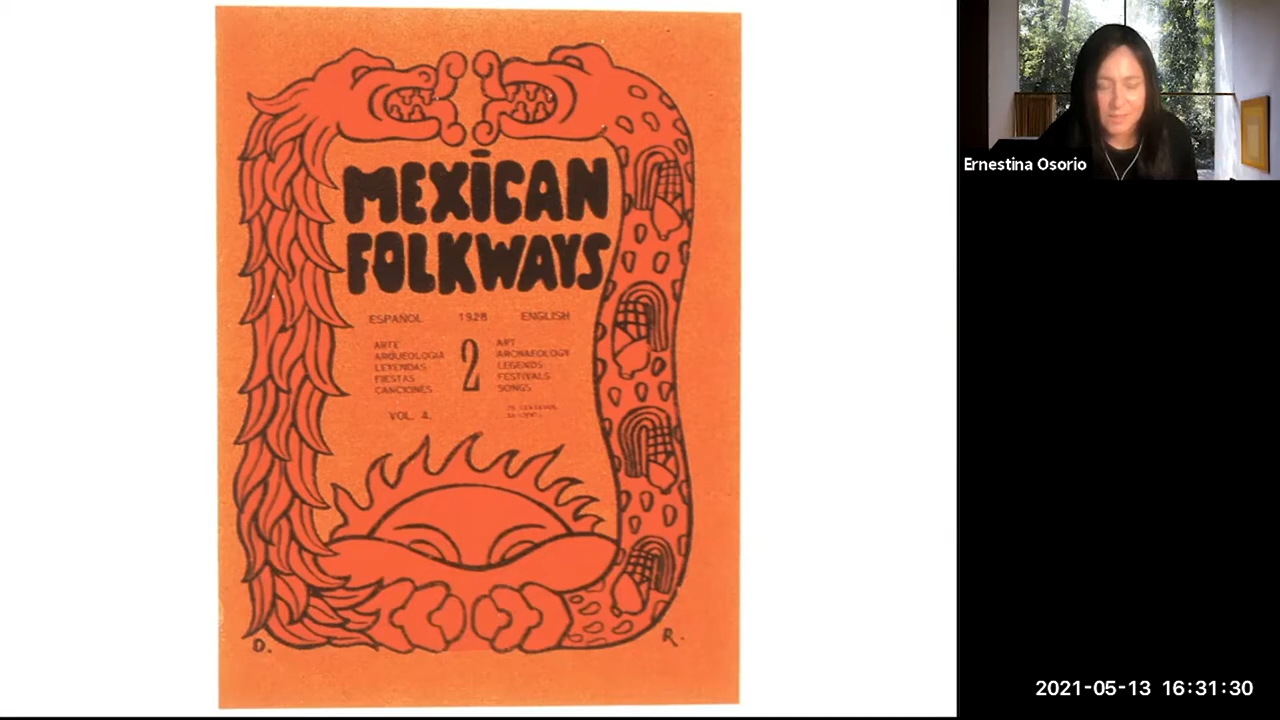 MEXICAN
FOLKWAYS
ESPAÑOL 1928 ENGLISH
ARTE
ARQUEOLOGIA
LEYENDAS
FIESTAS
CANCIONES
2
ART
ARCHAEOLOGY
LEGENDS
FESTIVALS
SONGS
VOL. 4.
D.
R.
Ernestina Osorio
2021-05-13 16:31:30